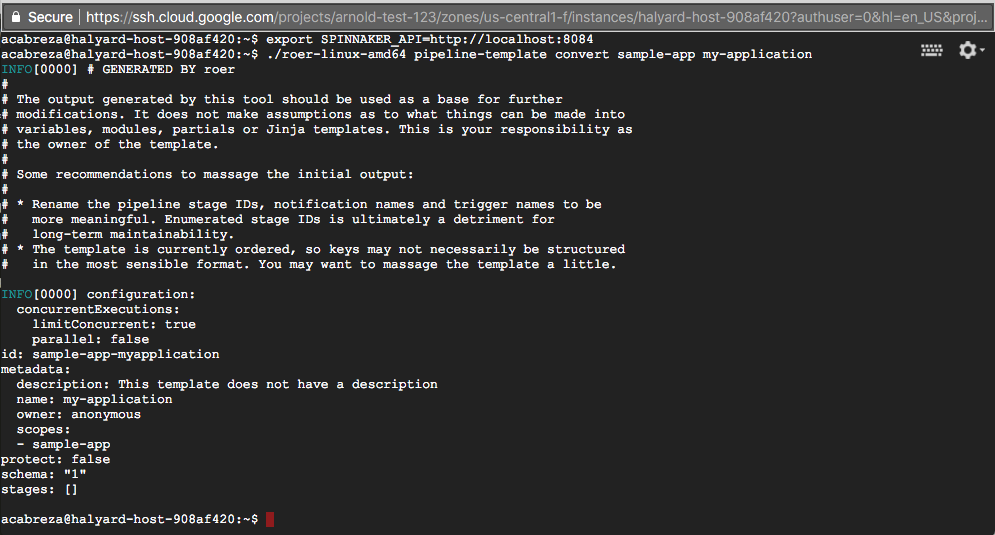 Secure | https://ssh.cloud.google.com/projects/arnold-test-123/zones/us-central1-f/instances/halyard-host-908af420?authuser=0&hl=en_US&proj...
acabreza@halyard-host-908af420:~$ export SPINNAKER_API=http://localhost:8084
acabreza@halyard-host-908af420:~$ ./roer-linux-amd64 pipeline-template convert sample-app my-application
INFO[0000] # GENERATED BY roer
#
# The output generated by this tool should be used as a base for further
# modifications. It does not make assumptions as to what things can be made into
# variables, modules, partials or Jinja templates. This is your responsibility as
# the owner of the template.
#
# Some recommendations to massage the initial output:
#
# * Rename the pipeline stage IDs, notification names and trigger names to be
#   more meaningful. Enumerated stage IDs is ultimately a detriment for
#   long-term maintainability.
# * The template is currently ordered, so keys may not necessarily be structured
#   in the most sensible format. You may want to massage the template a little.

INFO[0000] configuration:
  concurrentExecutions:
    limitConcurrent: true
    parallel: false
id: sample-app-myapplication
metadata:
  description: This template does not have a description
  name: my-application
  owner: anonymous
  scopes:
  - sample-app
protect: false
schema: "1"
stages: []

acabreza@halyard-host-908af420:~$